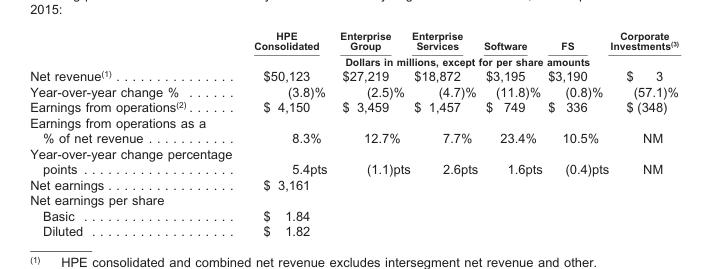 2015:
HPE Consolidated Enterprise Group Enterprise Services Software FS Corporate Investments(3)
Dollars in millions, except for per share amounts
Net revenue(1) . . . . . . . . . . . . . . . $50,123 $27,219 $18,872 $3,195 $3,190 $ 3
Year-over-year change % . . . . . . (3.8)% (2.5)% (4.7)% (11.8)% (0.8)% (57.1)%
Earnings from operations(2) . . . . . . $ 4,150 $ 3,459 $ 1,457 $ 749 $ 336 $ (348)
Earnings from operations as a
% of net revenue . . . . . . . . . . . 8.3% 12.7% 7.7% 23.4% 10.5% NM
Year-over-year change percentage
points . . . . . . . . . . . . . . . . . . . 5.4pts (1.1)pts 2.6pts 1.6pts (0.4)pts NM
Net earnings . . . . . . . . . . . . . . . . $ 3,161
Net earnings per share
Basic . . . . . . . . . . . . . . . . . . . $ 1.84
Diluted . . . . . . . . . . . . . . . . . . $ 1.82
(1) HPE consolidated and combined net revenue excludes intersegment net revenue and other.